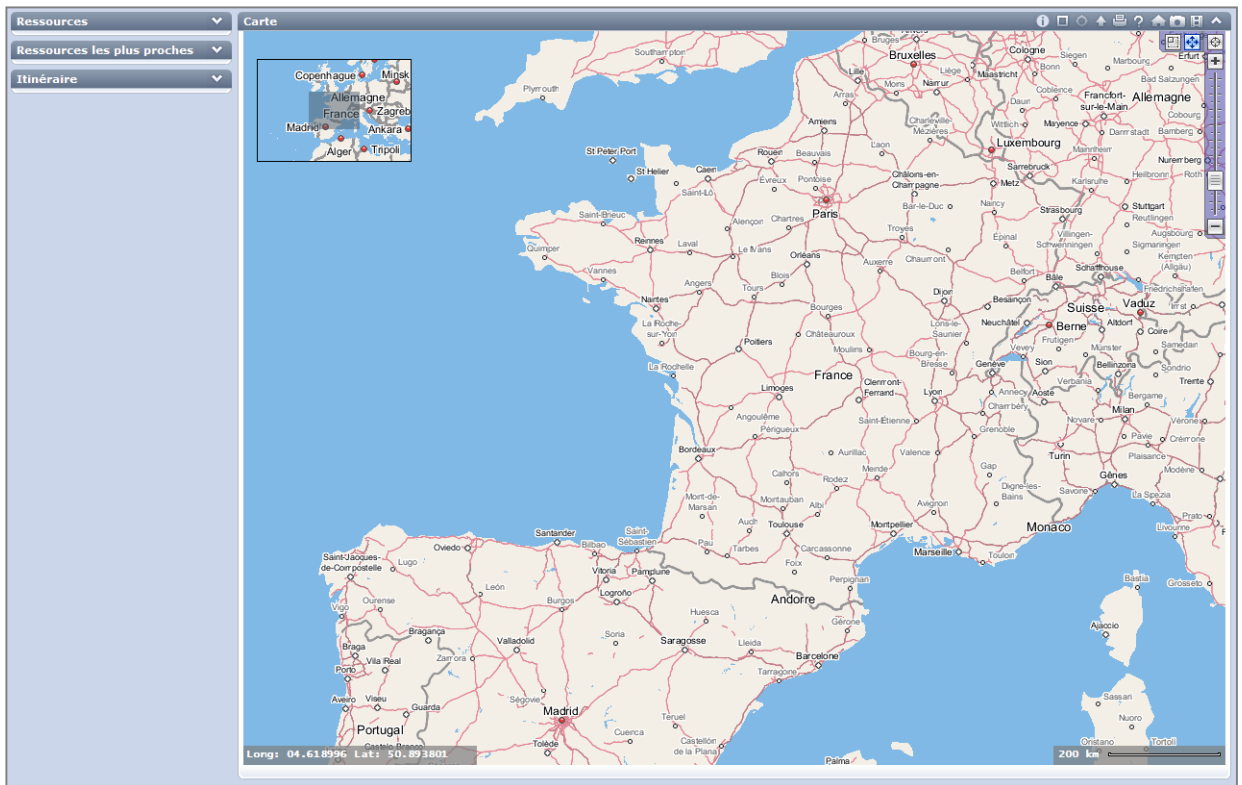 Ressources
Ressources les plus proches
Itinéraire
Carte
Copenhague
Minsk
Allemagne
France
Zagreb
Madrid
Ankara
Alger
Tripoli
Southampton
Plymouth
St Peter Port
St Helier
Bruges
Anvers
Bruxelles
Lille
Mons
Namur
Liège
Maastricht
Cologne
Bonn
Siegen
Marbourg
Erfurt
Bad Salzungen
Coblence
Francfort-
sur-le-Main
Allemagne
Cobourg
Arras
Amiens
Charleville-
Mézières
Daun
Wittlich
Mayence
Darmstadt
Bamberg
Luxembourg
Laon
Rouen
Beauvais
Mannheim
Nuremberg
Sarrebruck
Caen
Saint-Lô
Évreux
Pontoise
Châlons-en-
Champagne
Metz
Karlsruhe
Heilbronn
Roth
Paris
Bar-le-Duc
Nancy
Strasbourg
Stuttgart
Reutlingen
Saint-Brieuc
Alençon
Chartres
Troyes
Épinal
Villingen-
Schwenningen
Augsbourg
Sigmaringen
Kempten
(Allgäu)
Quimper
Rennes
Laval
Le Mans
Orléans
Auxerre
Chaumont
Belfort
Bâle
Schaffhouse
Friedrichshafen
Vannes
Angers
Blois
Tours
Dijon
Besançon
Suisse
Vaduz
Imst
Nantes
Bourges
Neuchâtel
Berne
Altdorf
Coire
La Roche-
sur-Yon
Châteauroux
Lons-le-
Saunier
Frutigen
Münster
Samedan
Poitiers
Moulins
Bourg-en-
Bresse
Vevey
Genève
Sion
Bellinzona
Sondrio
La Rochelle
France
Verbania
Trente
Limoges
Clermont-
Ferrand
Lyon
Annecy
Aoste
Chambéry
Bergame
Milan
Angoulême
Périgueux
Saint-Étienne
Grenoble
Novare
Vérone
Pavie
Crémone
Bordeaux
Aurillac
Valence
Turin
Plaisance
Cahors
Rodez
Mende
Gap
Gênes
Modène
Mont-de-
Marsan
Montauban
Albi
Avignon
Digne-les-
Bains
Savone
La Spezia
Auch
Toulouse
Montpellier
Monaco
Prato
Livourne
Pau
Tarbes
Carcassonne
Marseille
Toulon
Foix
Perpignan
Bastia
Grosseto
Andorre
Ajaccio
Santander
Saint-
Sébastien
Oviedo
Bilbao
Saint-Jacques-
de-Compostelle
Lugo
Vitoria
Pampelune
León
Logroño
Vigo
Ourense
Burgos
Huesca
Gérone
Bragança
Valladolid
Soria
Saragosse
Lleida
Braga
Vila Real
Zamora
Barcelone
Porto
Tarragone
Aveiro
Viseu
Guarda
Ségovie
Madrid
Teruel
Sassari
Nuoro
Portugal
Cuenca
Castellón
de la Plana
Oristano
Tortolì
Castelo Branco
Tolède
Palma
Long: 04.618996 Lat: 50.893801
200 km